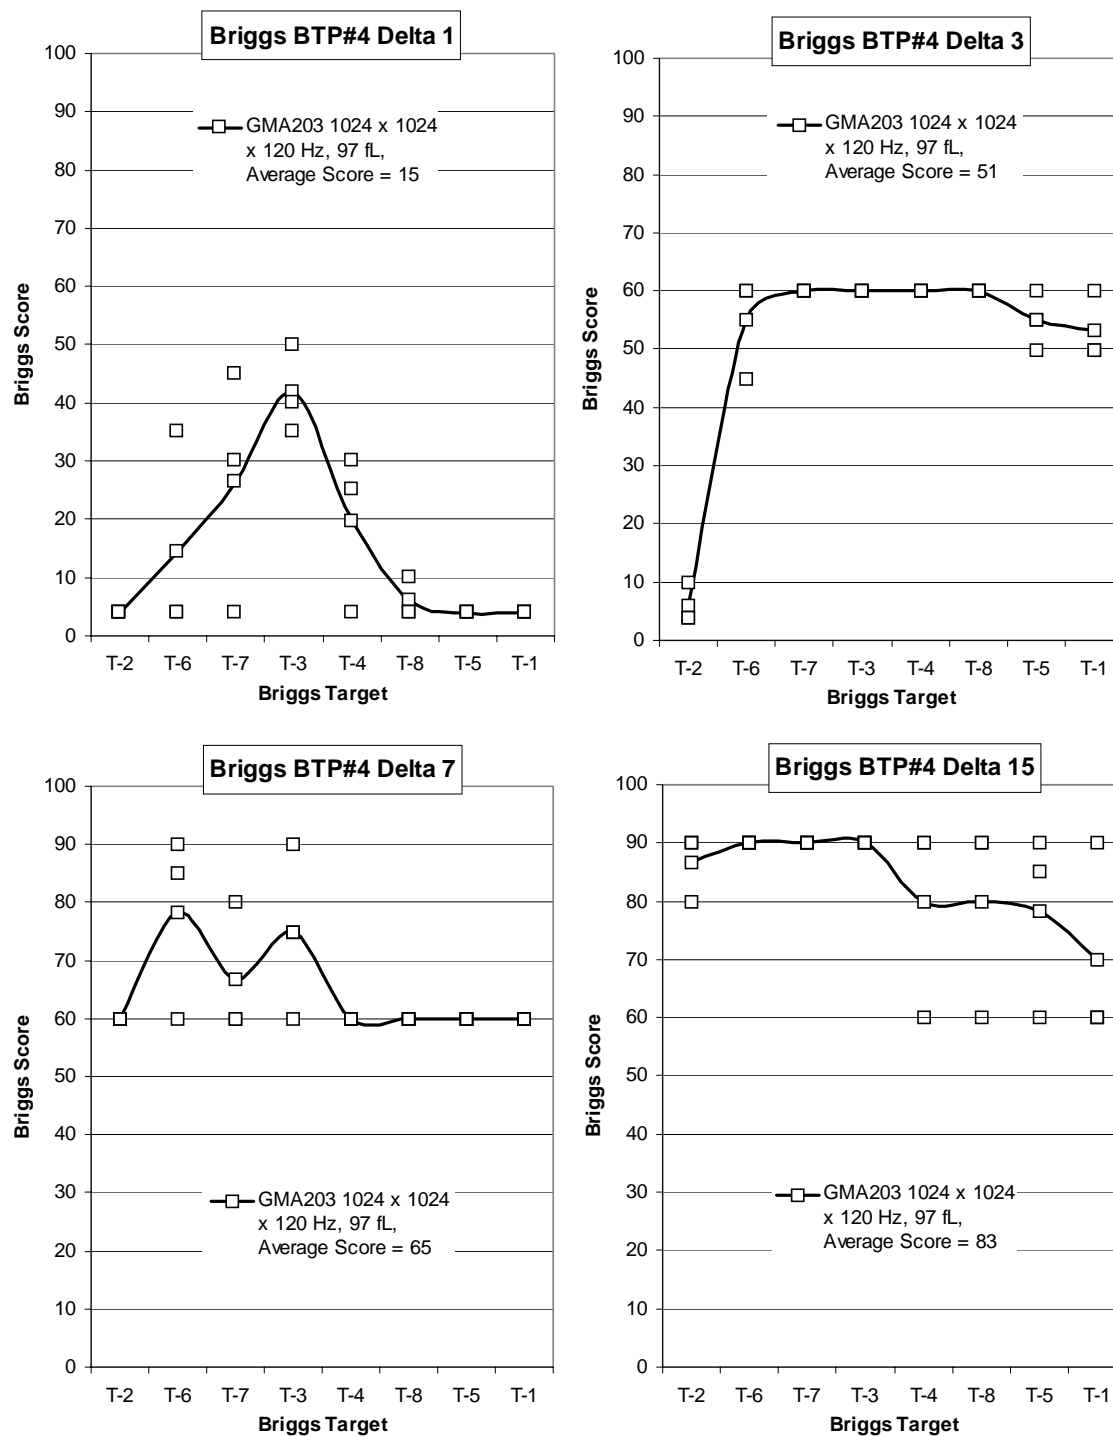 Briggs BTP#4 Delta 1
100
90
80
70
60
50
40
30
20
10
0
Briggs Score
GMA203 1024 x 1024
x 120 Hz, 97 fL,
Average Score = 15
T-2 T-6 T-7 T-3 T-4 T-8 T-5 T-1
Briggs Target
Briggs BTP#4 Delta 3
100
90
80
70
60
50
40
30
20
10
0
Briggs Score
GMA203 1024 x 1024
x 120 Hz, 97 fL,
Average Score = 51
T-2 T-6 T-7 T-3 T-4 T-8 T-5 T-1
Briggs Target
Briggs BTP#4 Delta 7
100
90
80
70
60
50
40
30
20
10
0
Briggs Score
GMA203 1024 x 1024
x 120 Hz, 97 fL,
Average Score = 65
T-2 T-6 T-7 T-3 T-4 T-8 T-5 T-1
Briggs Target
Briggs BTP#4 Delta 15
100
90
80
70
60
50
40
30
20
10
0
Briggs Score
GMA203 1024 x 1024
x 120 Hz, 97 fL,
Average Score = 83
T-2 T-6 T-7 T-3 T-4 T-8 T-5 T-1
Briggs Target